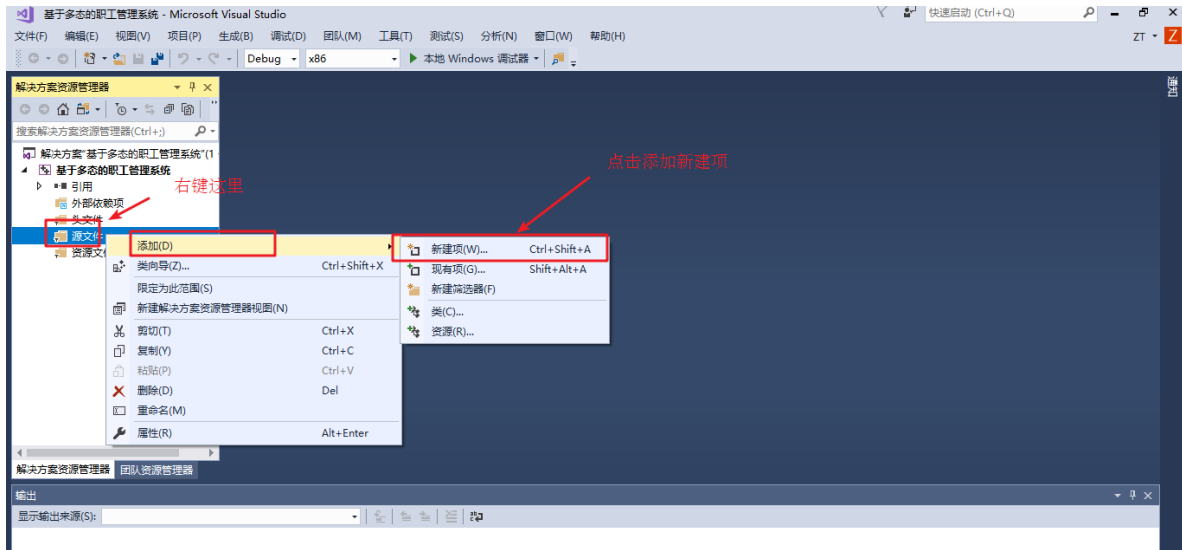 基于多态的职工管理系统 - Microsoft Visual Studio
快速启动 (Ctrl+Q)
文件(F) 编辑(E) 视图(V) 项目(P) 生成(B) 调试(D) 团队(M) 工具(T) 测试(S) 分析(N) 窗口(W) 帮助(H)
ZT Z
Debug x86 本地 Windows 调试器
解决方案资源管理器
通知
搜索解决方案资源管理器(Ctrl+;)
解决方案"基于多态的职工管理系统"(1
基于多态的职工管理系统
点击添加新建项
引用
右键这里
外部依赖项
头文件
源文件
资源文件
添加(D)
类向导(Z)... Ctrl+Shift+X
限定为此范围(S)
新建解决方案资源管理器视图(N)
剪切(T) Ctrl+X
复制(Y) Ctrl+C
粘贴(P) Ctrl+V
删除(D) Del
重命名(M)
属性(R) Alt+Enter
新建项(W)... Ctrl+Shift+A
现有项(G)... Shift+Alt+A
新建筛选器(F)
类(C)...
资源(R)...
解决方案资源管理器 团队资源管理器
输出
显示输出来源(S):